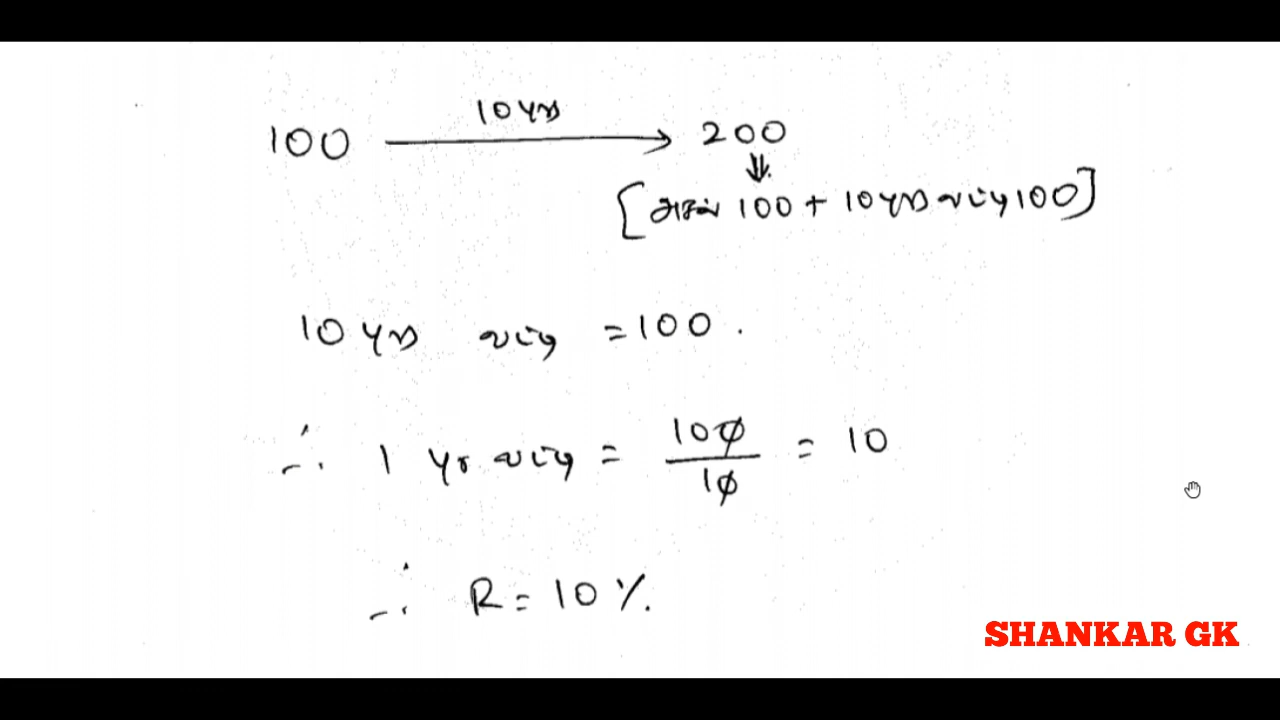 100 10 yrs → 200
⇓
[அசல் 100 + 10 yrs வட்டி 100]
10 yrs வட்டி = 100.
∴ 1 yr வட்டி = 100/10 = 10
∴ R = 10 %.
SHANKAR GK